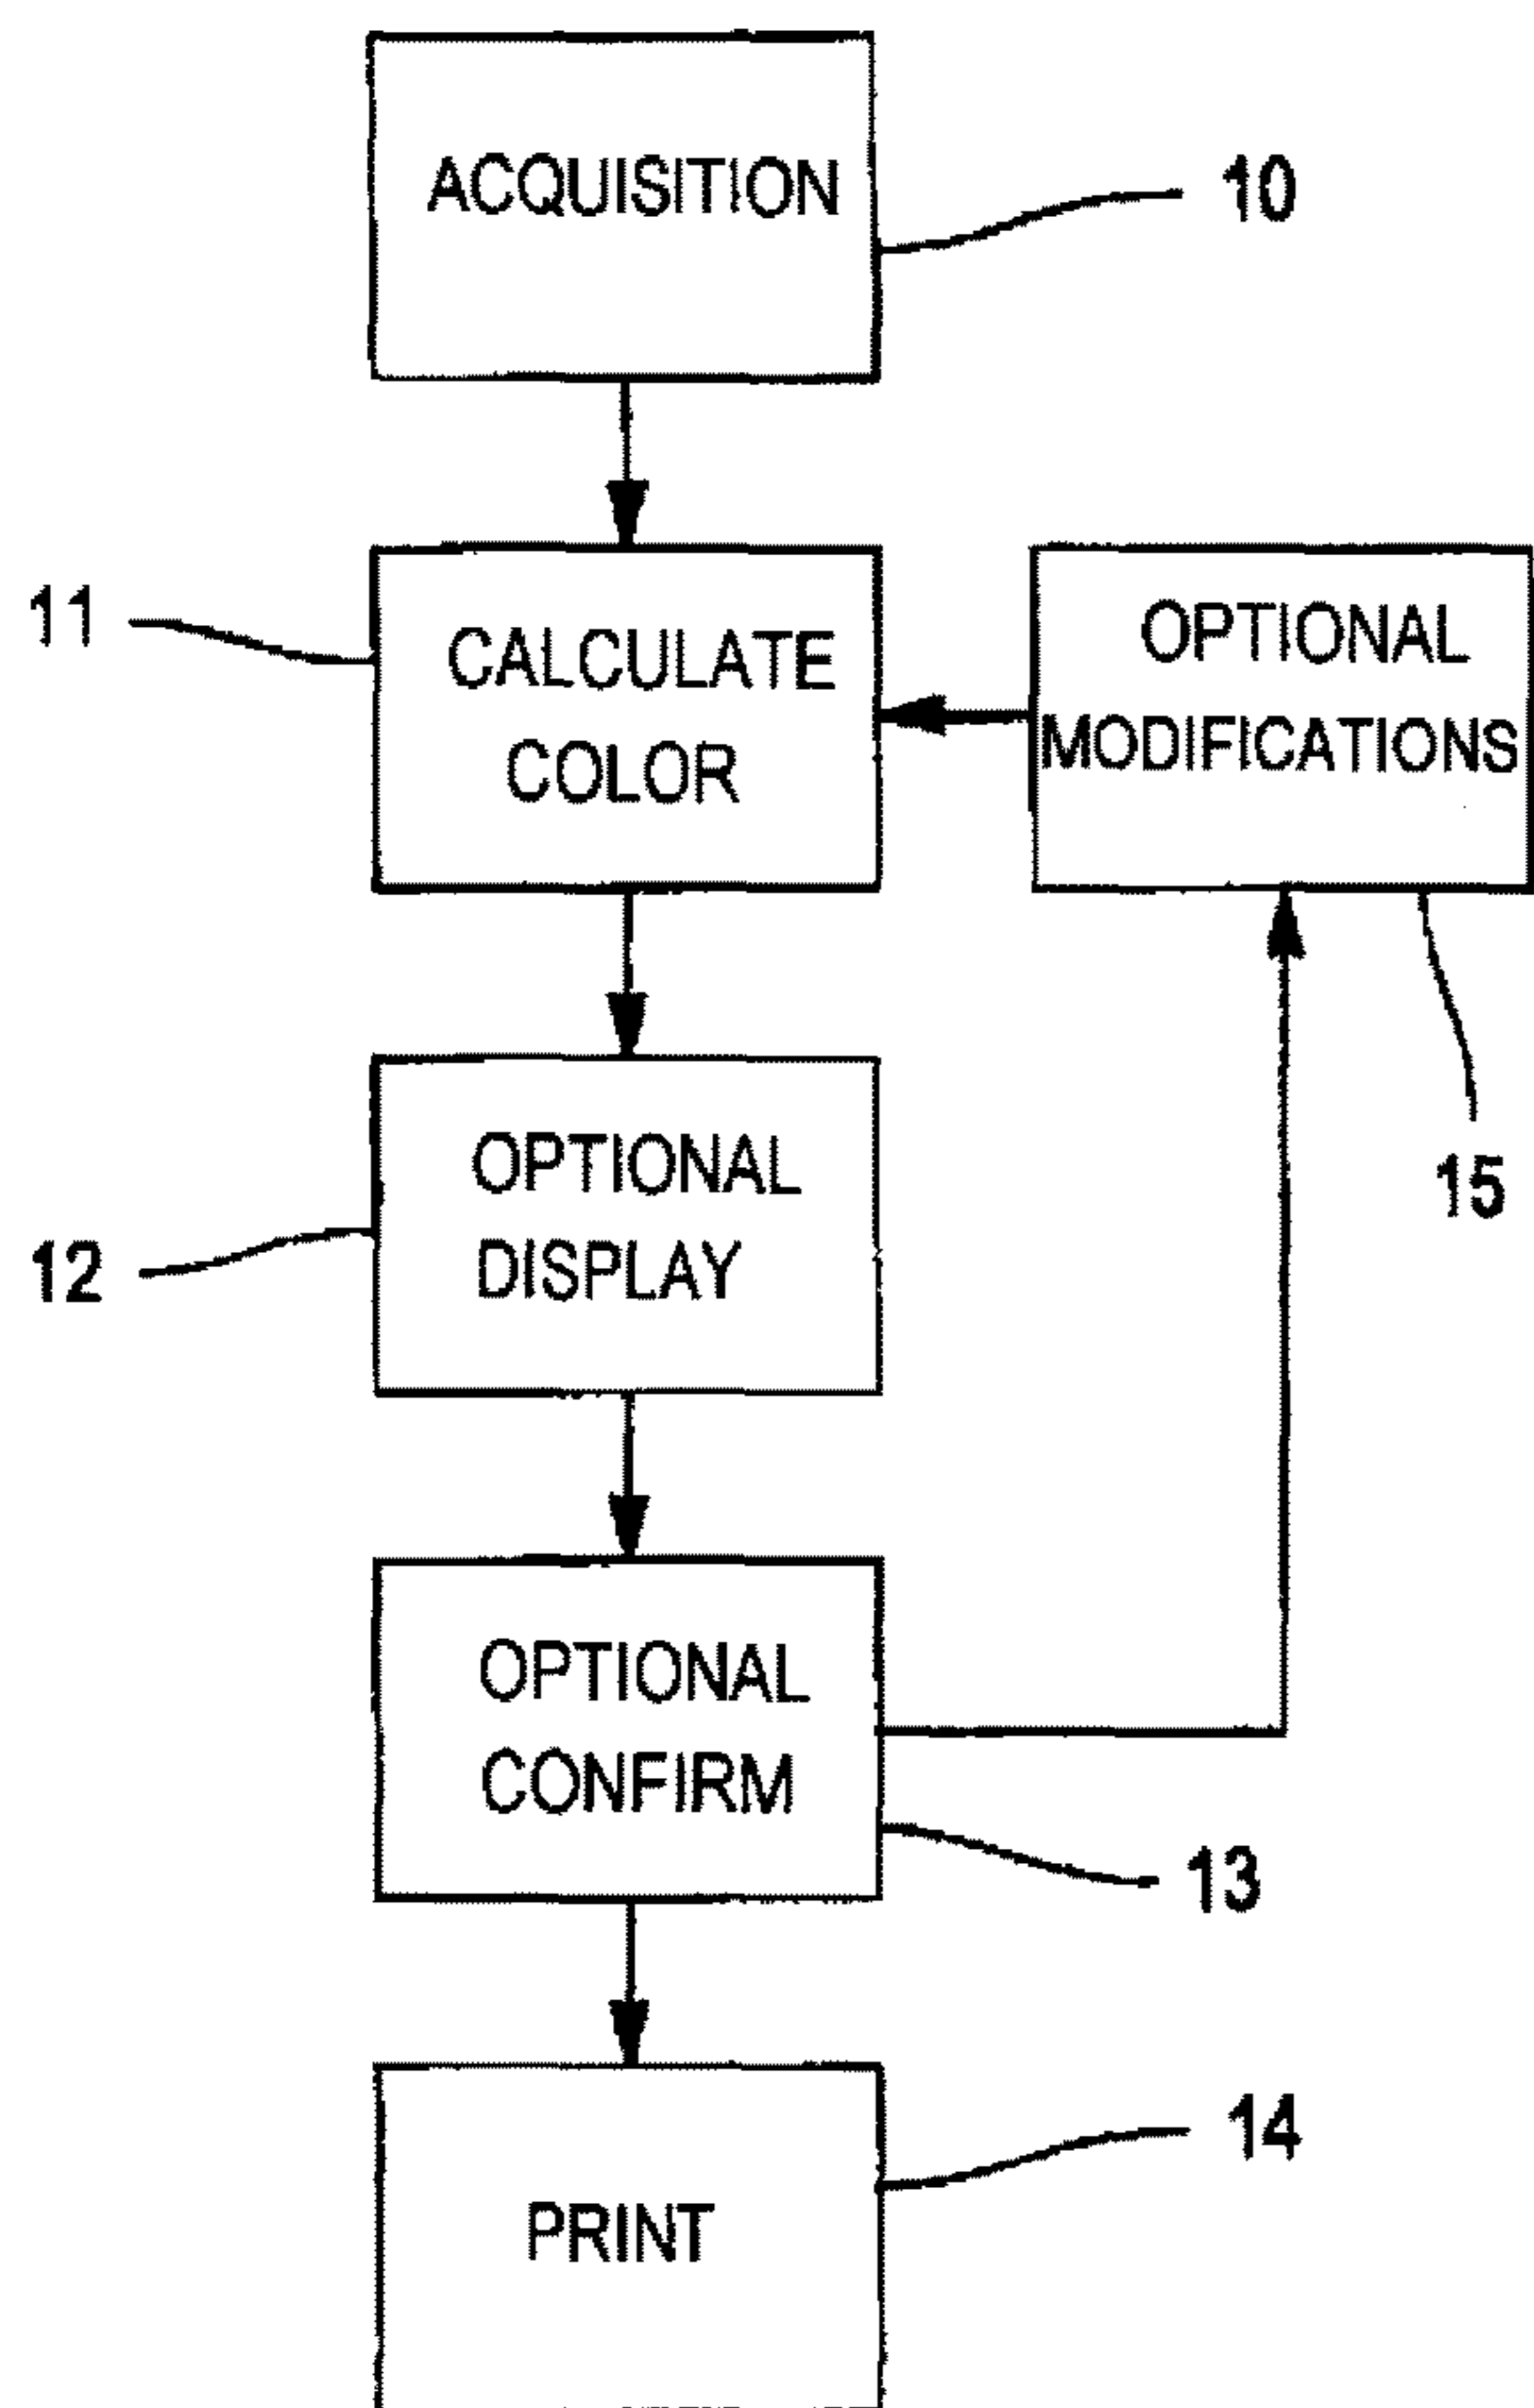 ACQUISITION
10
11
CALCULATE
COLOR
OPTIONAL
MODIFICATIONS
OPTIONAL
DISPLAY
12
15
OPTIONAL
CONFIRM
13
14
PRINT